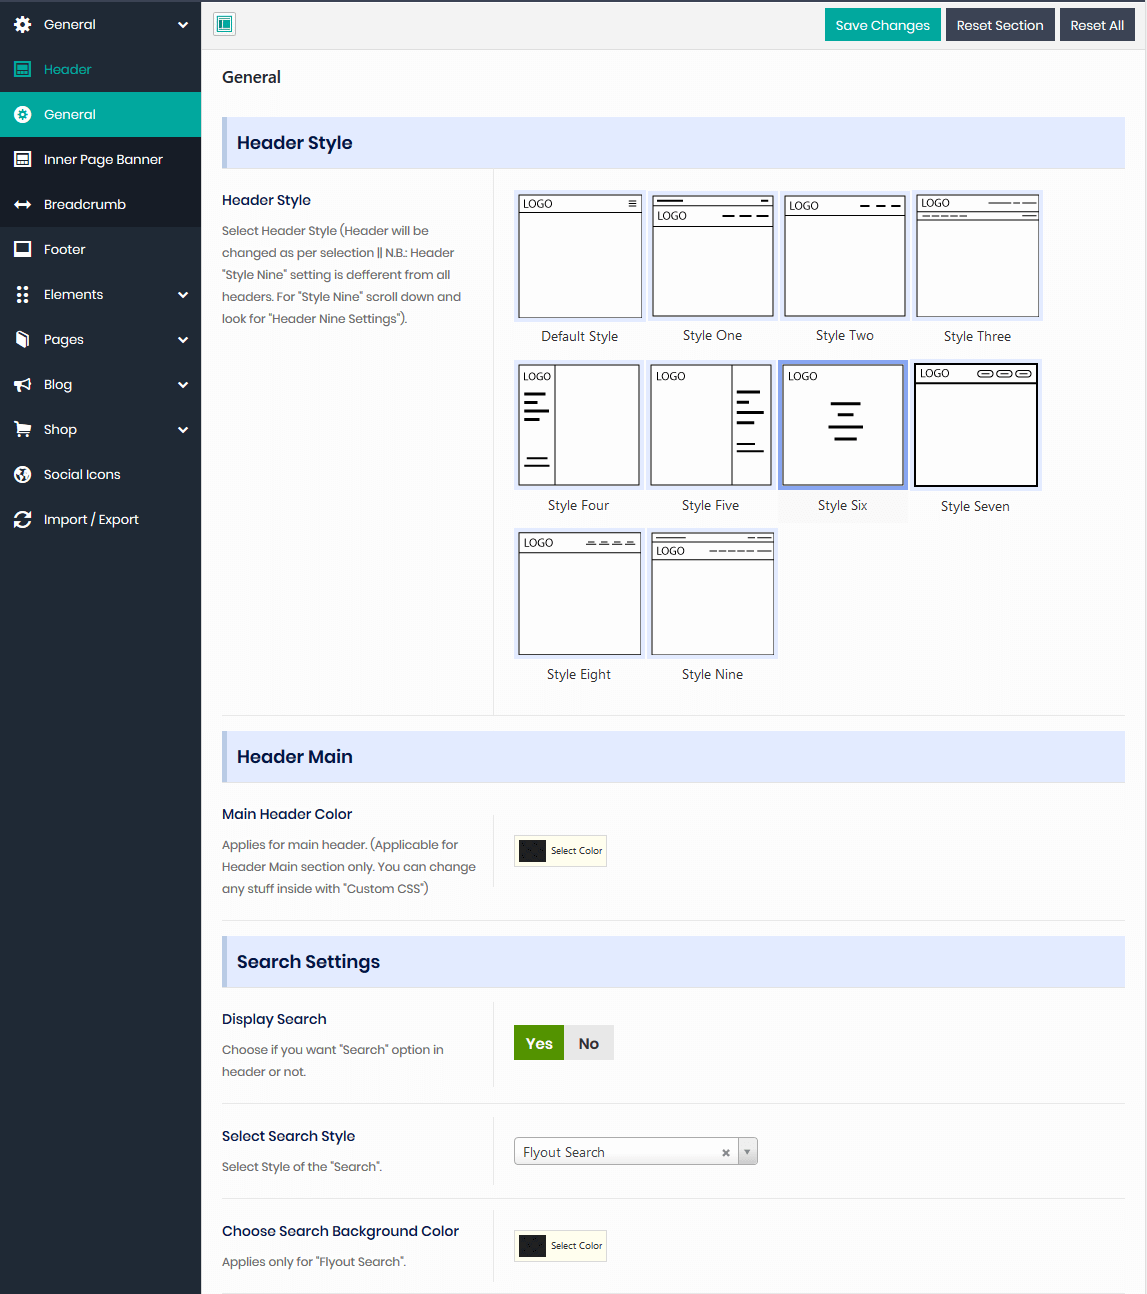 General
Header
General
Inner Page Banner
Breadcrumb
Footer
Elements
Pages
Blog
Shop
Social Icons
Import / Export
Save Changes
Reset Section
Reset All
General
Header Style
Header Style
Select Header Style (Header will be
changed as per selection || N.B.: Header
"Style Nine" setting is defferent from all
headers. For "Style Nine" scroll down and
look for "Header Nine Settings").
LOGO
LOGO
LOGO
LOGO
Default Style
Style One
Style Two
Style Three
LOGO
LOGO
LOGO
LOGO
Style Four
Style Five
Style Six
Style Seven
LOGO
LOGO
Style Eight
Style Nine
Header Main
Main Header Color
Applies for main header. (Applicable for
Header Main section only. You can change
any stuff inside with "Custom CSS")
Select Color
Search Settings
Display Search
Choose if you want "Search" option in
header or not.
Yes
No
Select Search Style
Select Style of the "Search".
Flyout Search
Choose Search Background Color
Applies only for "Flyout Search".
Select Color